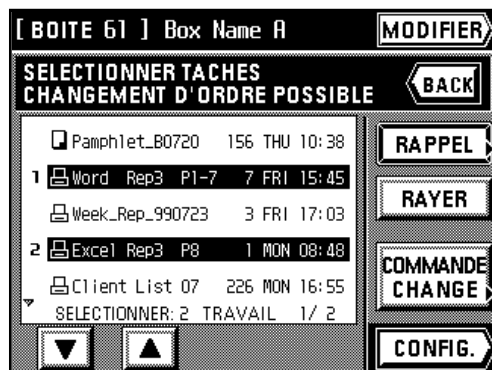 [ BOITE 61 ] Box Name A MODIFIER
SELECTIONNER TACHES
CHANGEMENT D'ORDRE POSSIBLE
BACK
Pamphlet_B0720 156 THU 10:38
1 Word Rep3 P1-7 7 FRI 15:45
Week_Rep_990723 3 FRI 17:03
2 Excel Rep3 P8 1 MON 08:48
Client List 07 226 MON 16:55
SELECTIONNER: 2 TRAVAIL 1/ 2
RAPPEL
RAYER
COMMANDE
CHANGE
CONFIG.